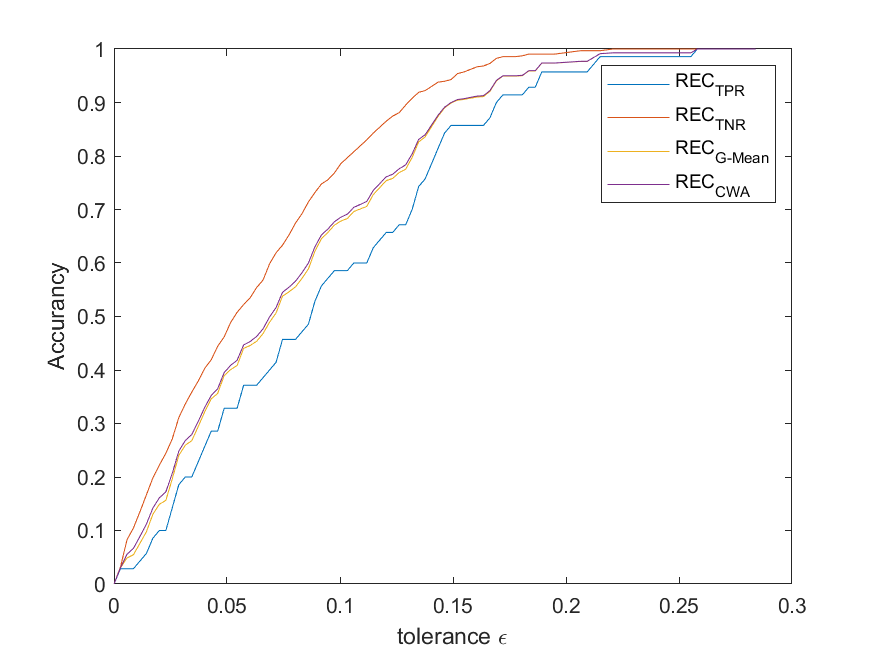 1
0.9
0.8
0.7
0.6
0.5
0.4
0.3
0.2
0.1
0
Accurancy
REC_TPR
REC_TNR
REC_G-Mean
REC_CWA
0 0.05 0.1 0.15 0.2 0.25 0.3
tolerance ϵ